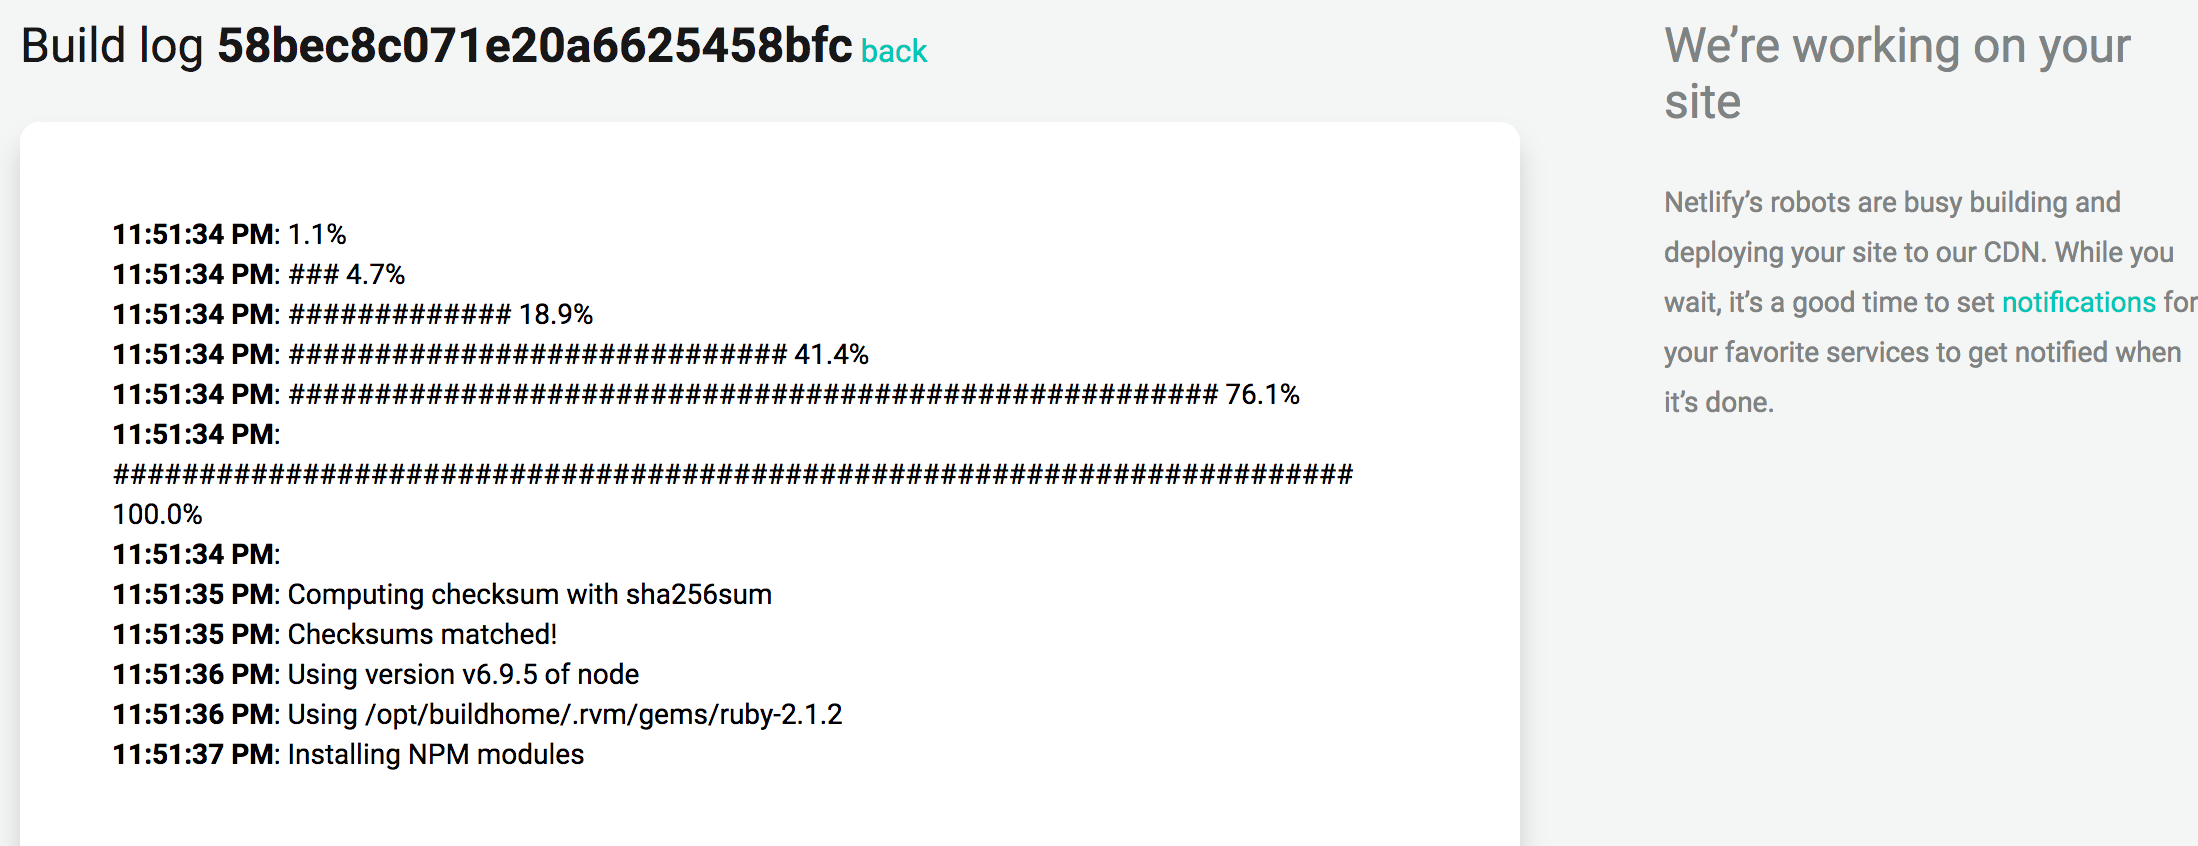 Build log 58bec8c071e20a6625458bfc back
11:51:34 PM: 1.1%
11:51:34 PM: ### 4.7%
11:51:34 PM: ############# 18.9%
11:51:34 PM: ############################# 41.4%
11:51:34 PM: ###################################################### 76.1%
11:51:34 PM:
########################################################################
100.0%
11:51:34 PM:
11:51:35 PM: Computing checksum with sha256sum
11:51:35 PM: Checksums matched!
11:51:36 PM: Using version v6.9.5 of node
11:51:36 PM: Using /opt/buildhome/.rvm/gems/ruby-2.1.2
11:51:37 PM: Installing NPM modules
We’re working on your
site
Netlify’s robots are busy building and
deploying your site to our CDN. While you
wait, it’s a good time to set notifications for
your favorite services to get notified when
it’s done.